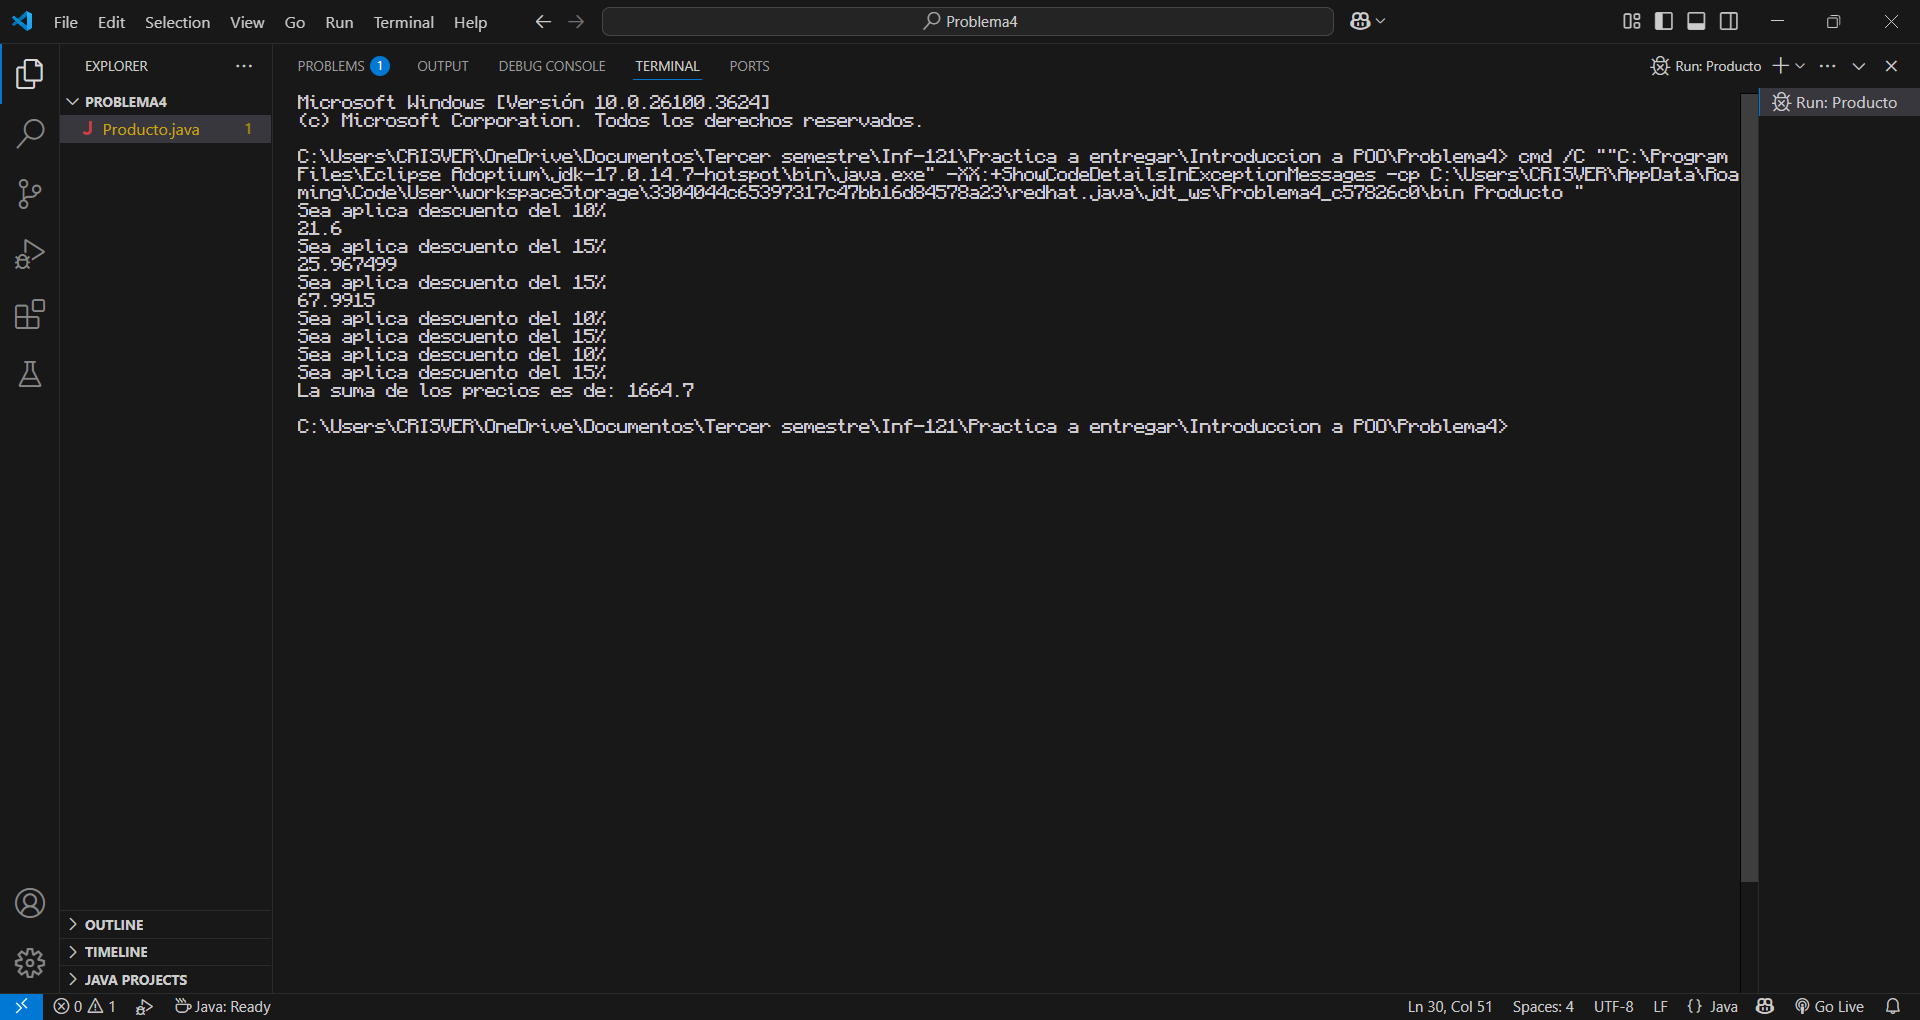 File Edit Selection View Go Run Terminal Help
Problema4
EXPLORER
PROBLEMA4
Producto.java 1
PROBLEMS 1 OUTPUT DEBUG CONSOLE TERMINAL PORTS
Run: Producto
Run: Producto
Microsoft Windows [Versión 10.0.26100.3624]
(c) Microsoft Corporation. Todos los derechos reservados.
C:\Users\CRISVER\OneDrive\Documentos\Tercer semestre\Inf-121\Practica a entregar\Introduccion a POO\Problema4> cmd /C ""C:\Program
Files\Eclipse Adoptium\jdk-17.0.14.7-hotspot\bin\java.exe" -XX:+ShowCodeDetailsInExceptionMessages -cp C:\Users\CRISVER\AppData\Roa
ming\Code\User\workspaceStorage\3304044c65397317c47bb16d84578a23\redhat.java\jdt_ws\Problema4_c57826c0\bin Producto "
Sea aplica descuento del 10%
21.6
Sea aplica descuento del 15%
25.967499
Sea aplica descuento del 15%
67.9915
Sea aplica descuento del 10%
Sea aplica descuento del 15%
Sea aplica descuento del 10%
Sea aplica descuento del 15%
La suma de los precios es de: 1664.7
C:\Users\CRISVER\OneDrive\Documentos\Tercer semestre\Inf-121\Practica a entregar\Introduccion a POO\Problema4>
OUTLINE
TIMELINE
JAVA PROJECTS
0 1 Java: Ready
Ln 30, Col 51 Spaces: 4 UTF-8 LF {} Java Go Live